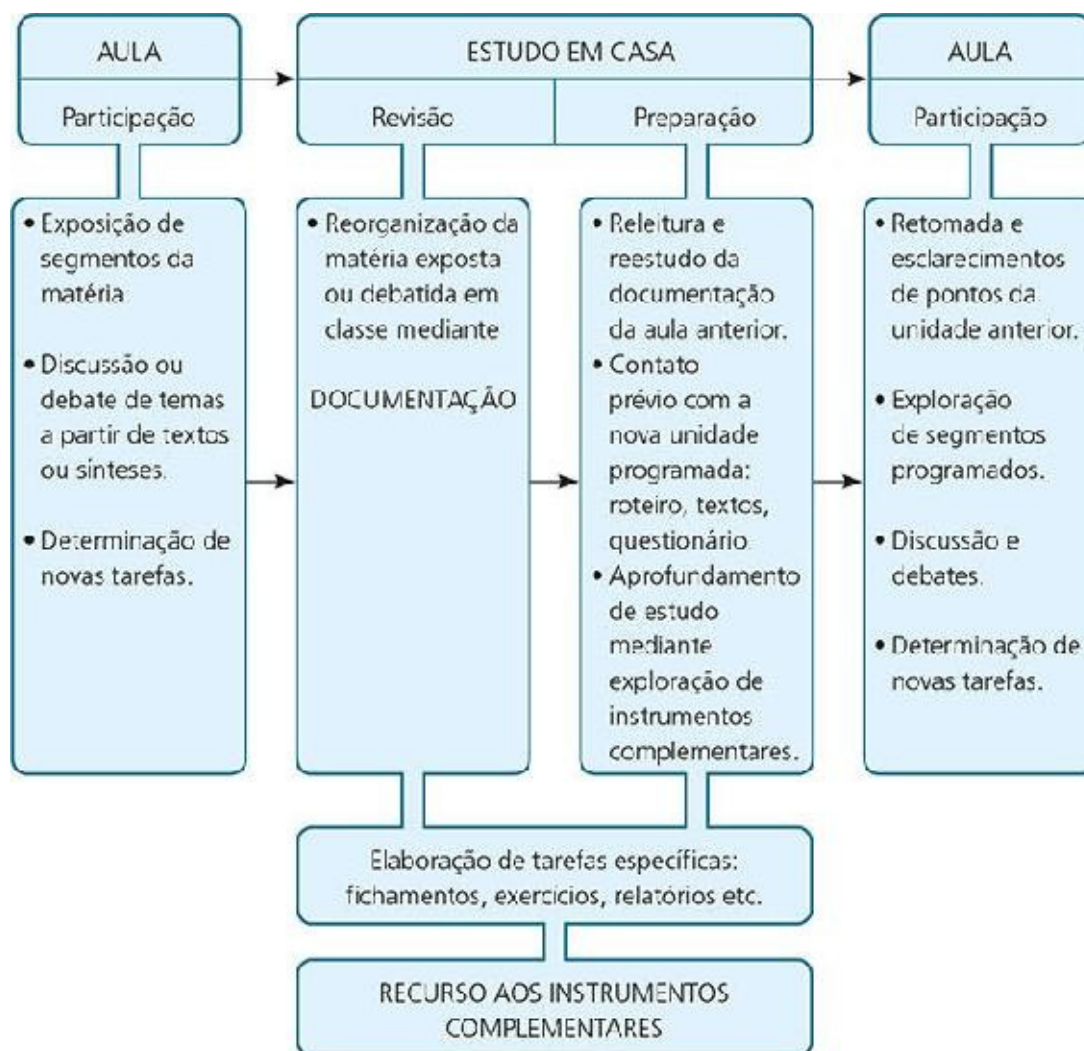 AULA
Participação
ESTUDO EM CASA
Revisão
Preparação
AULA
Participação
• Exposição de
segmentos da
matéria
• Discussão ou
debate de temas
a partir de textos
ou sínteses.
• Determinação de
novas tarefas.
• Reorganização da
matéria exposta
ou debatida em
classe mediante
DOCUMENTAÇÃO
• Releitura e
reestudo da
documentação
da aula anterior.
• Contato
prévio com a
nova unidade
programada:
roteiro, textos,
questionário
• Aprofundamento
de estudo
mediante
exploração de
instrumentos
complementares.
• Retomada e
esclarecimentos
de pontos da
unidade anterior.
• Exploração
de segmentos
programados.
• Discussão e
debates.
• Determinação de
novas tarefas.
Elaboração de tarefas específicas:
fichamentos, exercícios, relatórios etc.
RECURSO AOS INSTRUMENTOS
COMPLEMENTARES